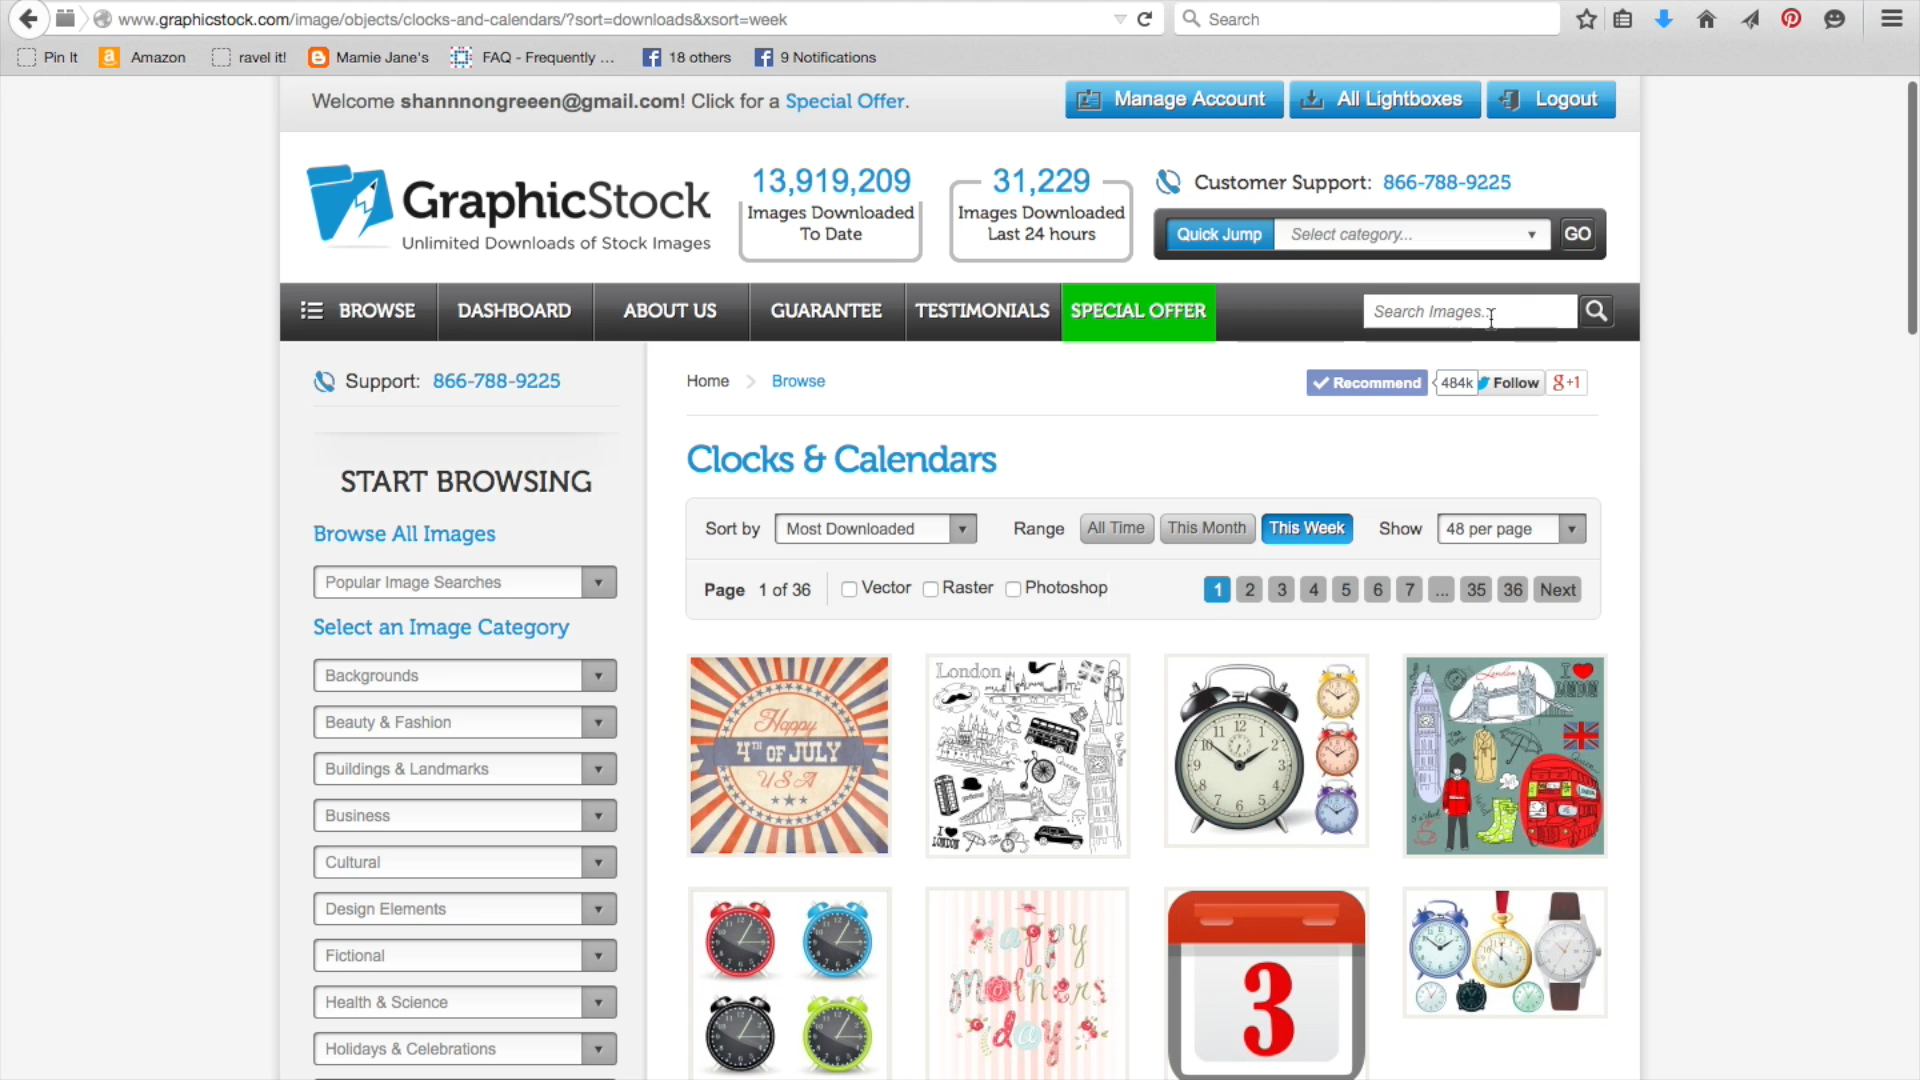 www.graphicstock.com/image/objects/clocks-and-calendars/?sort=downloads&xsort=week
Search
Pin It
Amazon
ravel it!
Mamie Jane's
FAQ - Frequently ...
18 others
9 Notifications
Welcome shannnongreeen@gmail.com! Click for a Special Offer.
Manage Account
All Lightboxes
Logout
GraphicStock
Unlimited Downloads of Stock Images
13,919,209
Images Downloaded
To Date
31,229
Images Downloaded
Last 24 hours
Customer Support: 866-788-9225
Quick Jump
Select category...
GO
BROWSE
DASHBOARD
ABOUT US
GUARANTEE
TESTIMONIALS
SPECIAL OFFER
Search Images...
Support: 866-788-9225
Home
Browse
Recommend
484k
Follow
g+1
START BROWSING
Browse All Images
Popular Image Searches
Select an Image Category
Backgrounds
Beauty & Fashion
Buildings & Landmarks
Business
Cultural
Design Elements
Fictional
Health & Science
Holidays & Celebrations
Clocks & Calendars
Sort by
Most Downloaded
Range
All Time
This Month
This Week
Show
48 per page
Page 1 of 36
Vector
Raster
Photoshop
1 2 3 4 5 6 7 ... 35 36 Next
Happy
4TH OF JULY
USA
London
I
LONDON
London
I
LONDON
Queen
Happy
Mothers
day
3